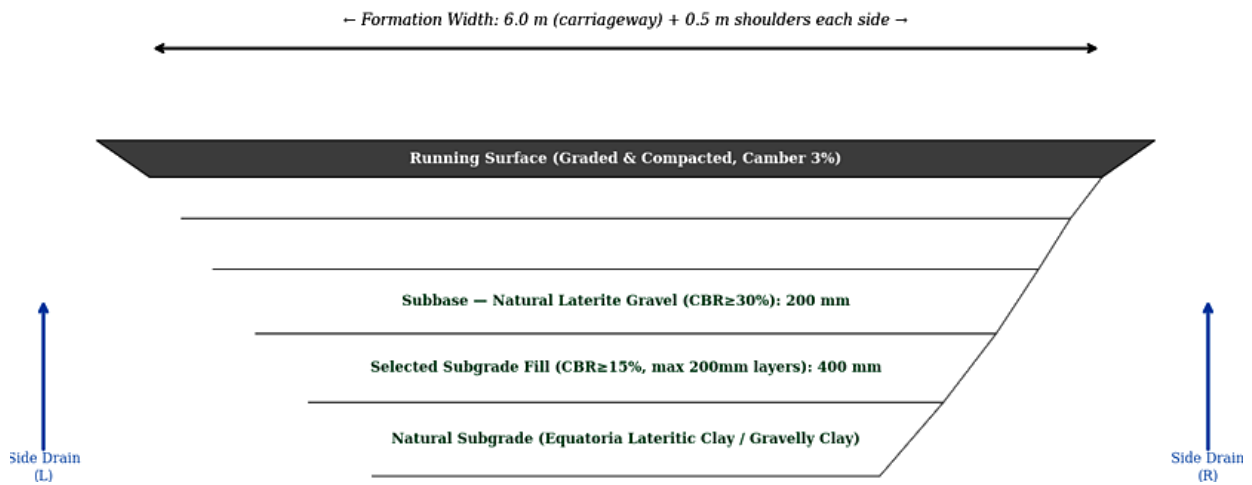 ← Formation Width: 6.0 m (carriageway) + 0.5 m shoulders each side →
Running Surface (Graded & Compacted, Camber 3%)
Subbase — Natural Laterite Gravel (CBR≥30%): 200 mm
Selected Subgrade Fill (CBR≥15%, max 200mm layers): 400 mm
Natural Subgrade (Equatoria Lateritic Clay / Gravelly Clay)
Side Drain
(L)
Side Drain
(R)